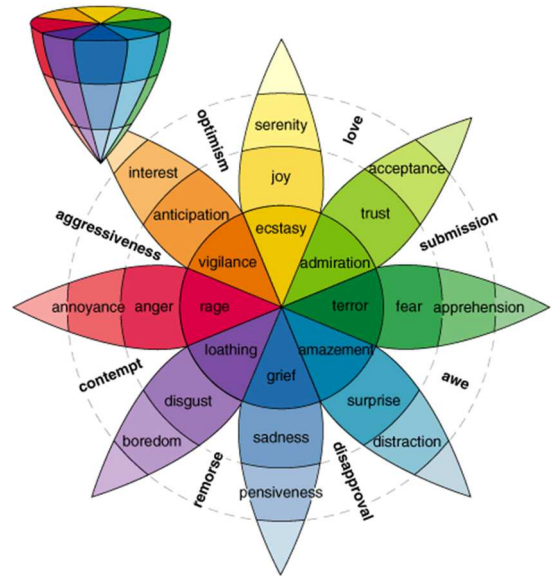 optimism
love
serenity
joy
ecstasy
interest
anticipation
vigilance
acceptance
trust
admiration
aggressiveness
submission
annoyance
anger
rage
terror
fear
apprehension
loathing
disgust
boredom
amazement
surprise
distraction
grief
sadness
pensiveness
contempt
awe
remorse
disapproval